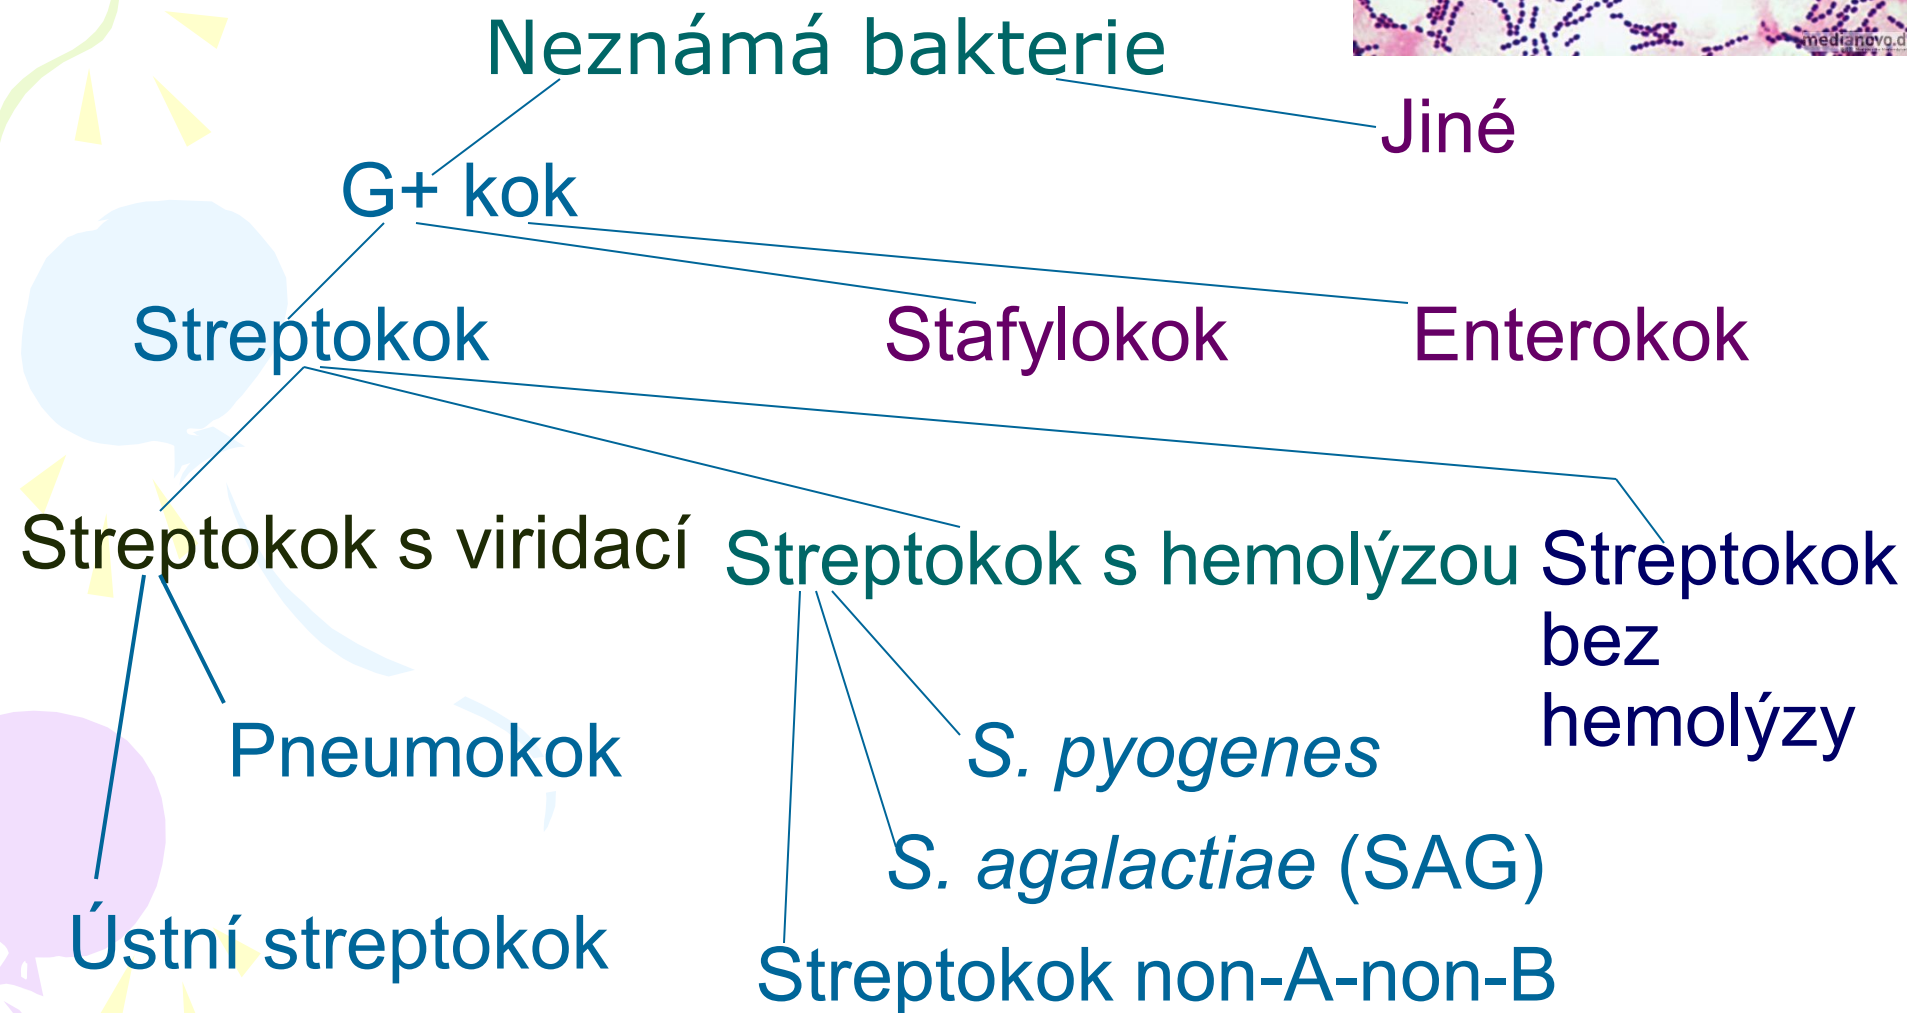 Neznámá bakterie
medianovo.d
Jiné
G+ kok
Streptokok
Stafylokok
Enterokok
Streptokok s viridací
Streptokok s hemolýzou
Streptokok
bez
hemolýzy
Pneumokok
S. pyogenes
S. agalactiae (SAG)
Ústní streptokok
Streptokok non-A-non-B